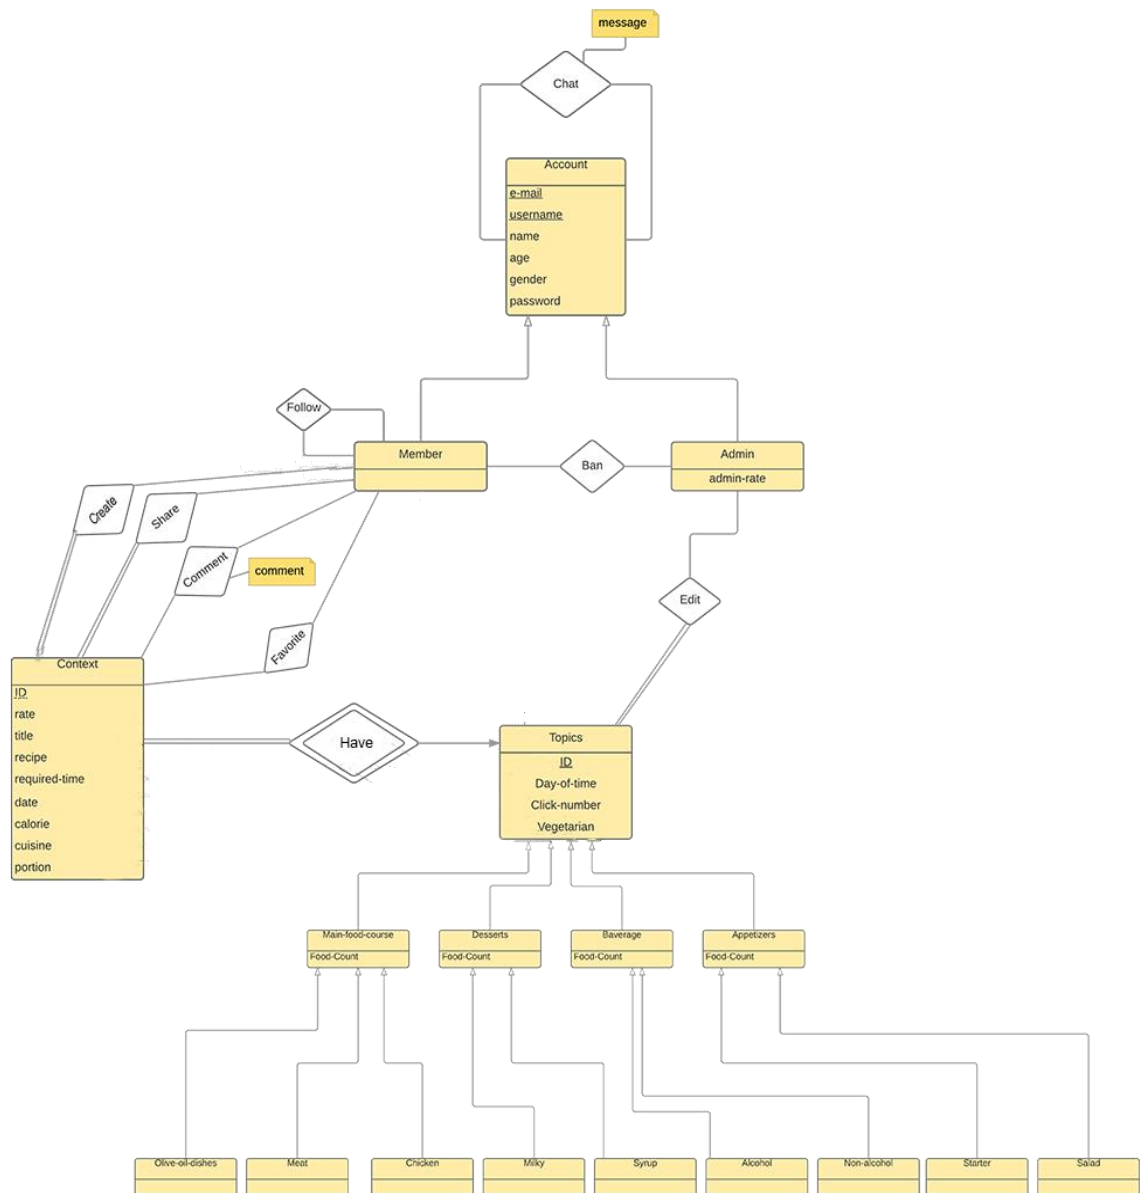 message
Chat
Account
e-mail
username
name
age
gender
password
Follow
Member
Ban
Admin
admin-rate
Create
Share
Comment
comment
Edit
Favorite
Context
ID
rate
title
recipe
required-time
date
calorie
cuisine
portion
Have
Topics
ID
Day-of-time
Click-number
Vegetarian
Main-food-course
Food-Count
Desserts
Food-Count
Baverage
Food-Count
Appetizers
Food-Count
Olive-oil-dishes
Meat
Chicken
Milky
Syrup
Alcohol
Non-alcohol
Starter
Salad